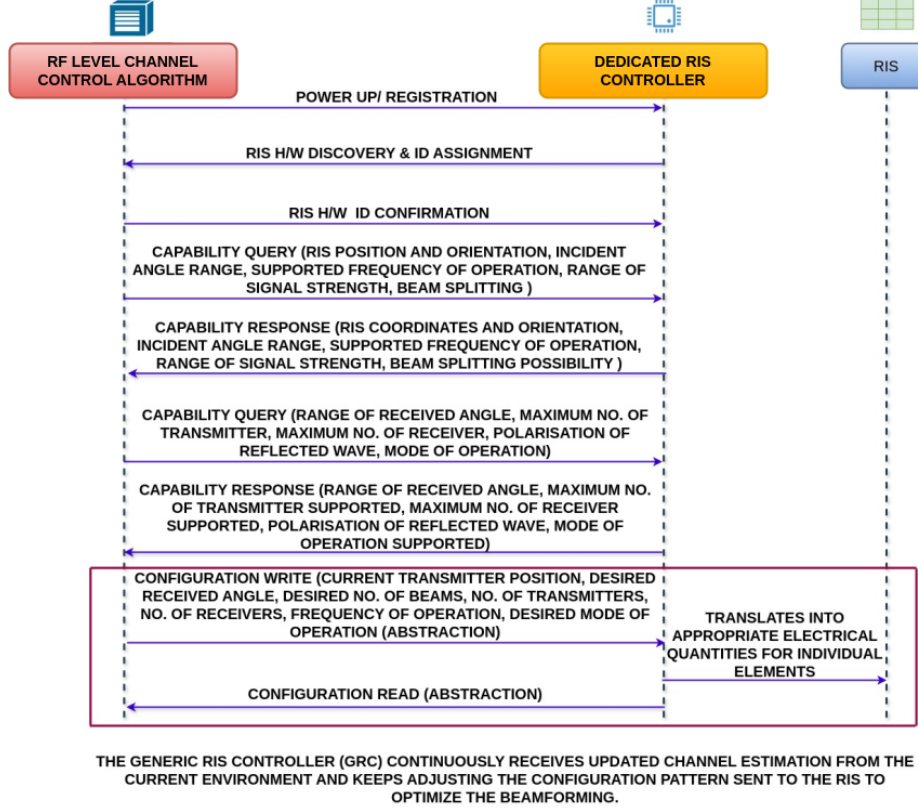 RF LEVEL CHANNEL
CONTROL ALGORITHM
DEDICATED RIS
CONTROLLER
RIS
POWER UP/ REGISTRATION
RIS H/W DISCOVERY & ID ASSIGNMENT
RIS H/W ID CONFIRMATION
CAPABILITY QUERY (RIS POSITION AND ORIENTATION, INCIDENT
ANGLE RANGE, SUPPORTED FREQUENCY OF OPERATION, RANGE OF
SIGNAL STRENGTH, BEAM SPLITTING )
CAPABILITY RESPONSE (RIS COORDINATES AND ORIENTATION,
INCIDENT ANGLE RANGE, SUPPORTED FREQUENCY OF OPERATION,
RANGE OF SIGNAL STRENGTH, BEAM SPLITTING POSSIBILITY )
CAPABILITY QUERY (RANGE OF RECEIVED ANGLE, MAXIMUM NO. OF
TRANSMITTER, MAXIMUM NO. OF RECEIVER, POLARISATION OF
REFLECTED WAVE, MODE OF OPERATION)
CAPABILITY RESPONSE (RANGE OF RECEIVED ANGLE, MAXIMUM NO.
OF TRANSMITTER SUPPORTED, MAXIMUM NO. OF RECEIVER
SUPPORTED, POLARISATION OF REFLECTED WAVE, MODE OF
OPERATION SUPPORTED)
CONFIGURATION WRITE (CURRENT TRANSMITTER POSITION, DESIRED
RECEIVED ANGLE, DESIRED NO. OF BEAMS, NO. OF TRANSMITTERS,
NO. OF RECEIVERS, FREQUENCY OF OPERATION, DESIRED MODE OF
OPERATION (ABSTRACTION)
TRANSLATES INTO
APPROPRIATE ELECTRICAL
QUANTITIES FOR INDIVIDUAL
ELEMENTS
CONFIGURATION READ (ABSTRACTION)
THE GENERIC RIS CONTROLLER (GRC) CONTINUOUSLY RECEIVES UPDATED CHANNEL ESTIMATION FROM THE
CURRENT ENVIRONMENT AND KEEPS ADJUSTING THE CONFIGURATION PATTERN SENT TO THE RIS TO
OPTIMIZE THE BEAMFORMING.